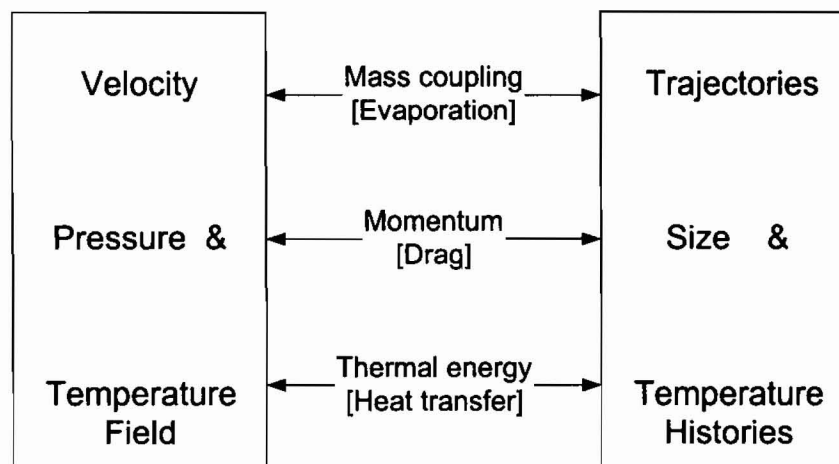 Velocity
Mass coupling
[Evaporation]
Trajectories
Pressure &
Momentum
[Drag]
Size &
Temperature
Field
Thermal energy
[Heat transfer]
Temperature
Histories